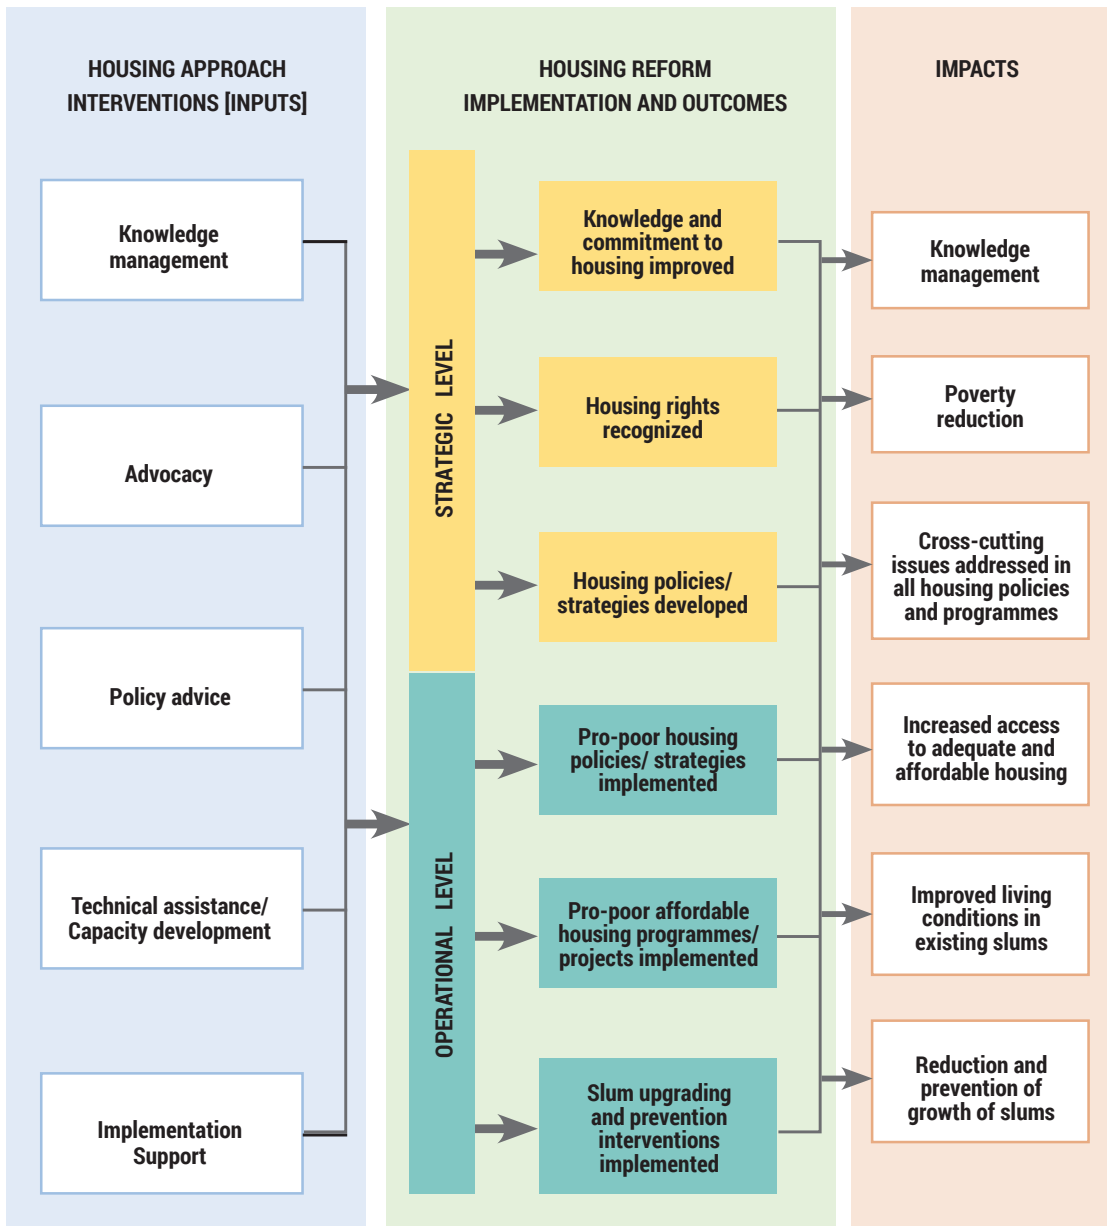 HOUSING APPROACH
INTERVENTIONS [INPUTS]
Knowledge
management
Advocacy
Policy advice
Technical assistance/
Capacity development
Implementation
Support
HOUSING REFORM
IMPLEMENTATION AND OUTCOMES
STRATEGIC LEVEL
Knowledge and
commitment to
housing improved
Housing rights
recognized
Housing policies/
strategies developed
OPERATIONAL LEVEL
Pro-poor housing
policies/ strategies
implemented
Pro-poor affordable
housing programmes/
projects implemented
Slum upgrading
and prevention
interventions
implemented
IMPACTS
Knowledge
management
Poverty
reduction
Cross-cutting
issues addressed in
all housing policies
and programmes
Increased access
to adequate and
affordable housing
Improved living
conditions in
existing slums
Reduction and
prevention of
growth of slums